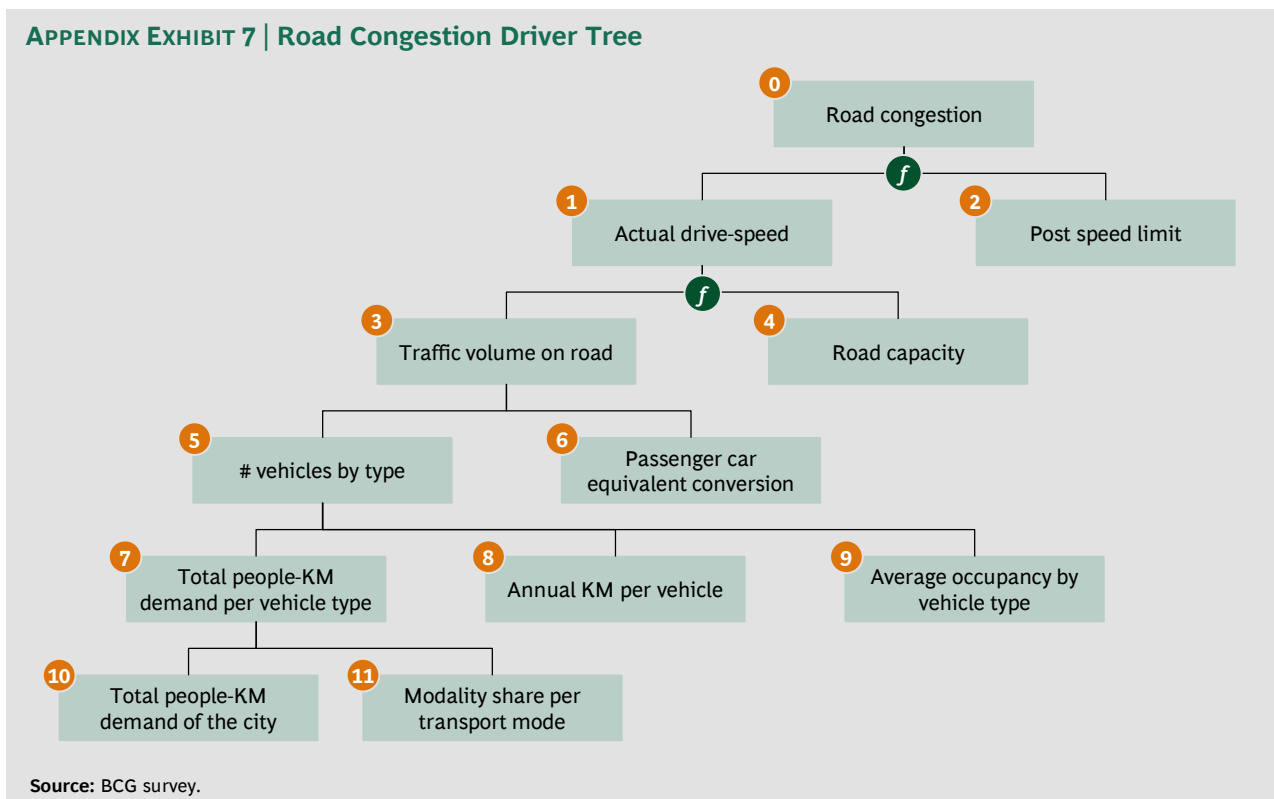 APPENDIX EXHIBIT 7 | Road Congestion Driver Tree
0
Road congestion
f
1
Actual drive-speed
2
Post speed limit
f
3
Traffic volume on road
4
Road capacity
5
# vehicles by type
6
Passenger car
equivalent conversion
7
Total people-KM
demand per vehicle type
8
Annual KM per vehicle
9
Average occupancy by
vehicle type
10
Total people-KM
demand of the city
11
Modality share per
transport mode
Source: BCG survey.